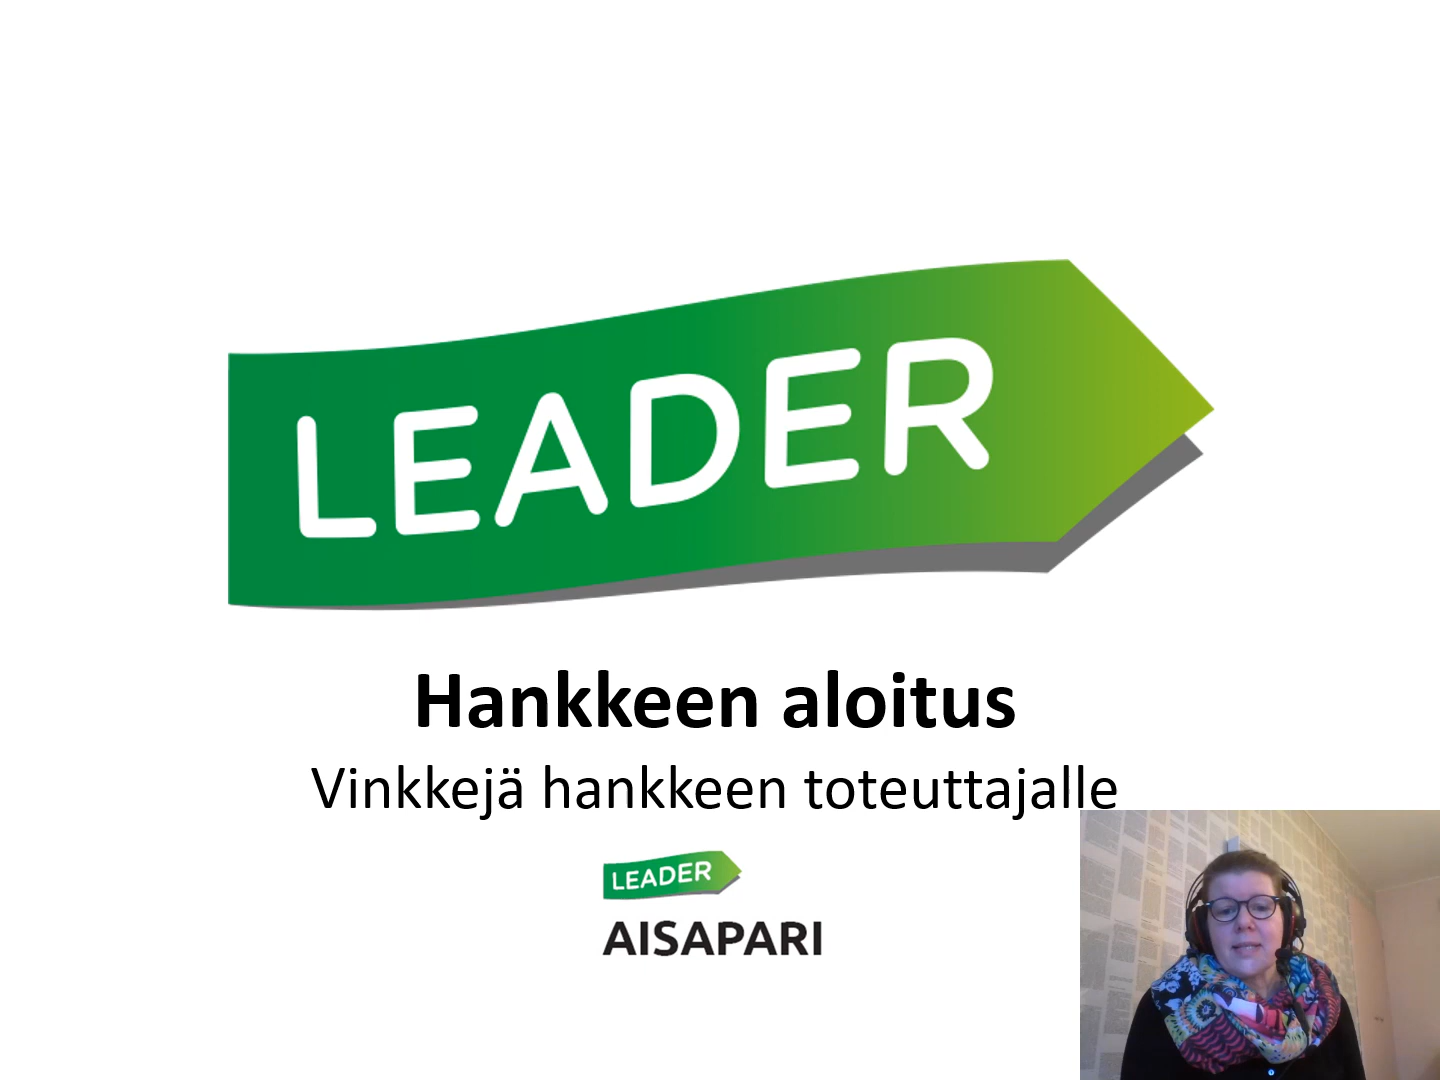 LEADER
Hankkeen aloitus
Vinkkejä hankkeen toteuttajalle
LEADER
AISAPARI